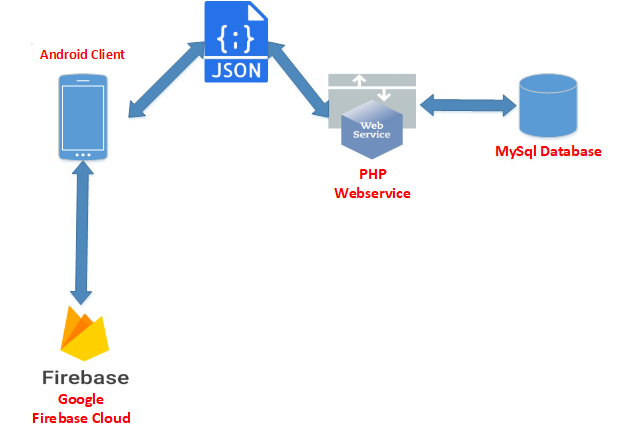 Android Client
{;}
JSON
Web
Service
MySql Database
PHP
Webservice
Firebase
Google
Firebase Cloud